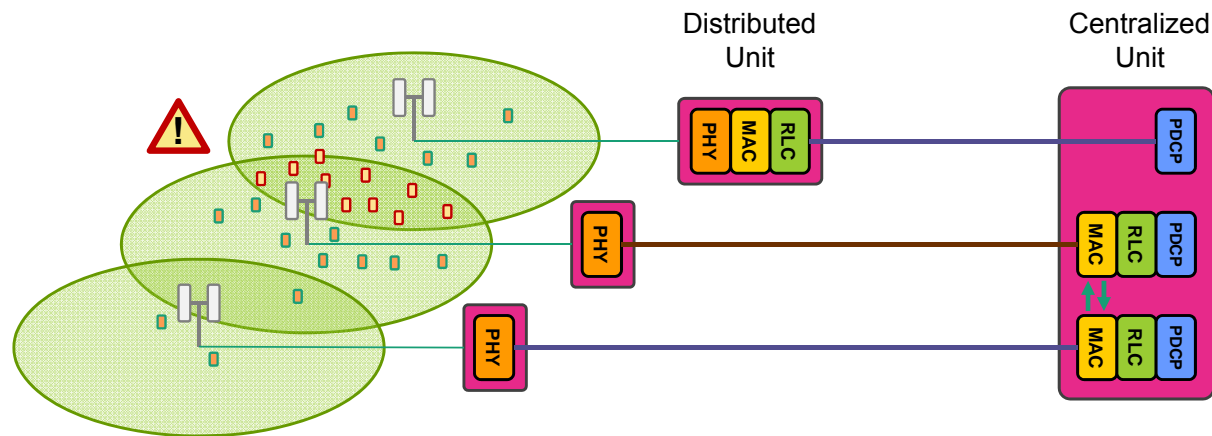 Distributed
Unit
Centralized
Unit
!
PHY
MAC
RLC
PDCP
PHY
MAC
RLC
PDCP
PHY
MAC
RLC
PDCP